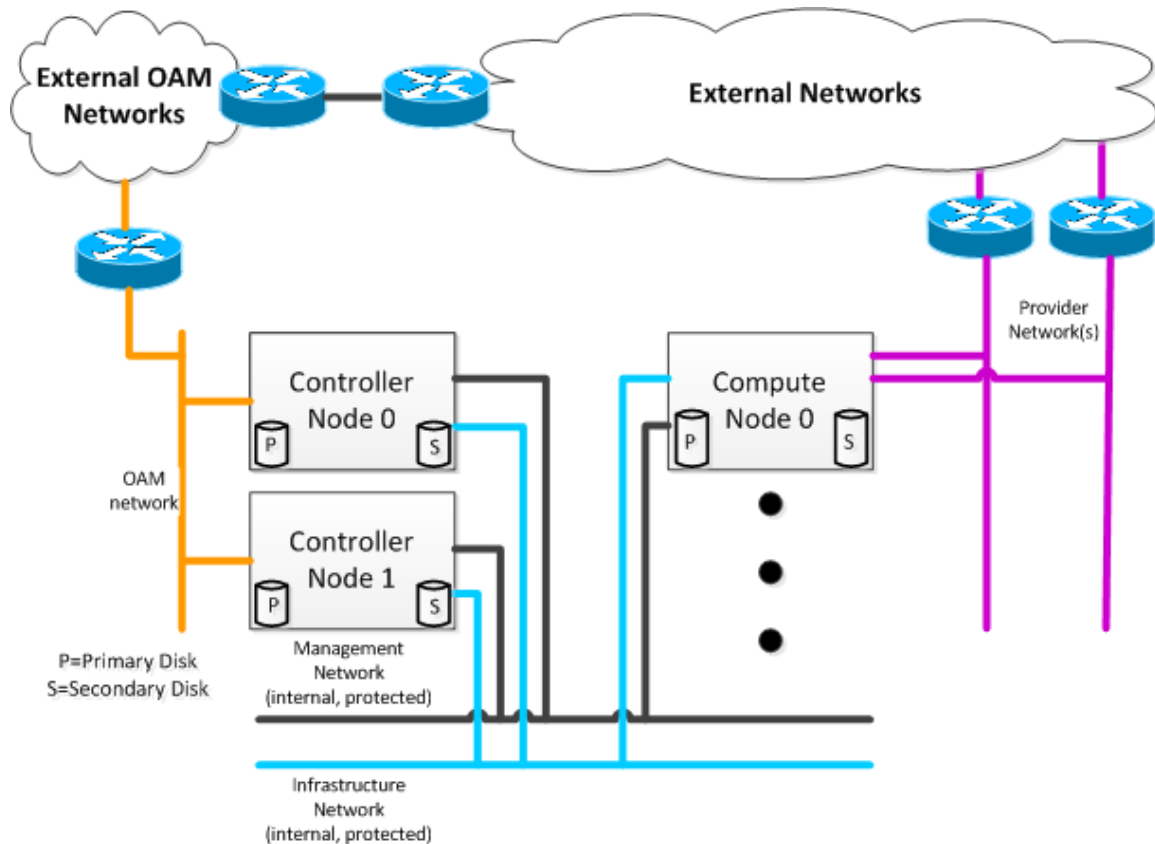 External OAM
Networks
External Networks
Provider
Network(s)
Controller
Node 0
P
S
Compute
Node 0
P
S
OAM
network
Controller
Node 1
P
S
P=Primary Disk
S=Secondary Disk
Management
Network
(internal, protected)
Infrastructure
Network
(internal, protected)